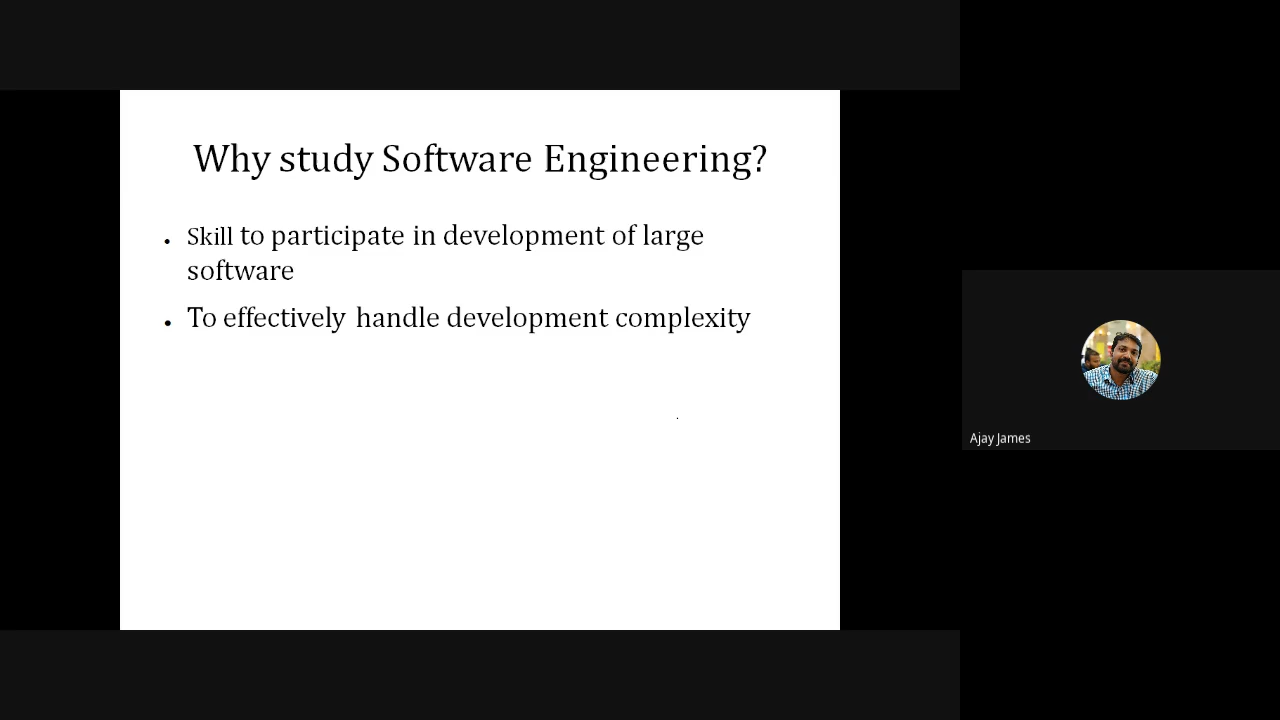 Why study Software Engineering?
• Skill to participate in development of large
software
• To effectively handle development complexity
.
Ajay James